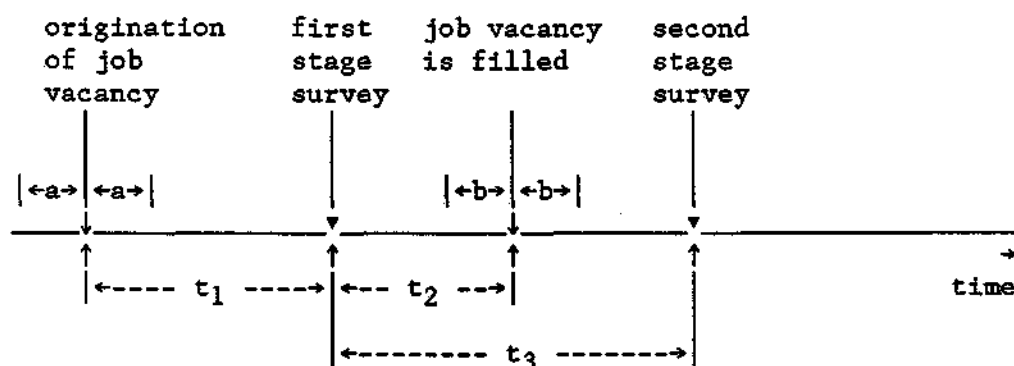 origination first job vacancy second
of job stage is filled stage
vacancy survey survey
a a b b
t1 t2 time
t3